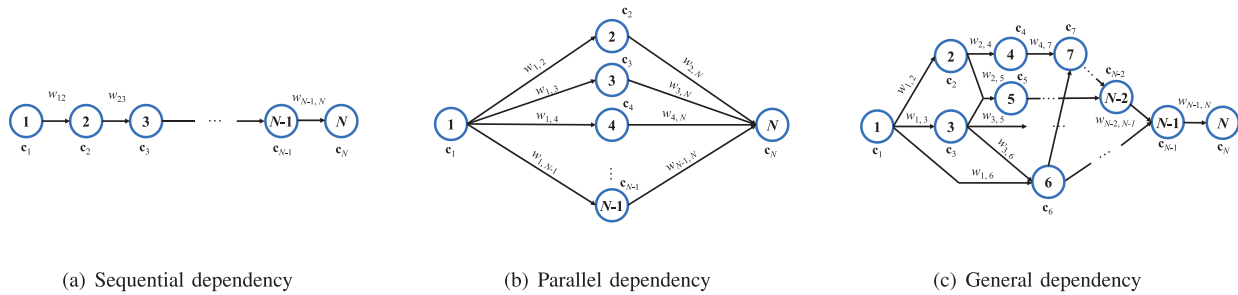 w₁₂ w₂₃ w_{N-1, N}
1 2 3 ... N-1 N
c₁ c₂ c₃ c_{N-1} c_N
(a) Sequential dependency
c₂
2
w_{1, 2} w_{2, N}
c₃
3
w_{1, 3} w_{3, N}
c₄
1 w_{1, 4} 4 w_{4, N} N
c₁ c_N
w_{1, N-1} w_{N-1, N}
⋮
c_{N-1}
N-1
(b) Parallel dependency
c₄ c₇
2 w_{2, 4} 4 w_{4, 7} 7
w_{1, 2} c₂ w_{2, 5} c₅ ... c_{N-2}
5 ... N-2
w_{N-2, N-1} w_{N-1, N}
1 w_{1, 3} 3 w_{3, 5} ... N-1 N
c₁ c₃ c_{N-1} c_N
w_{3, 6} ...
w_{1, 6} 6
c₆
(c) General dependency